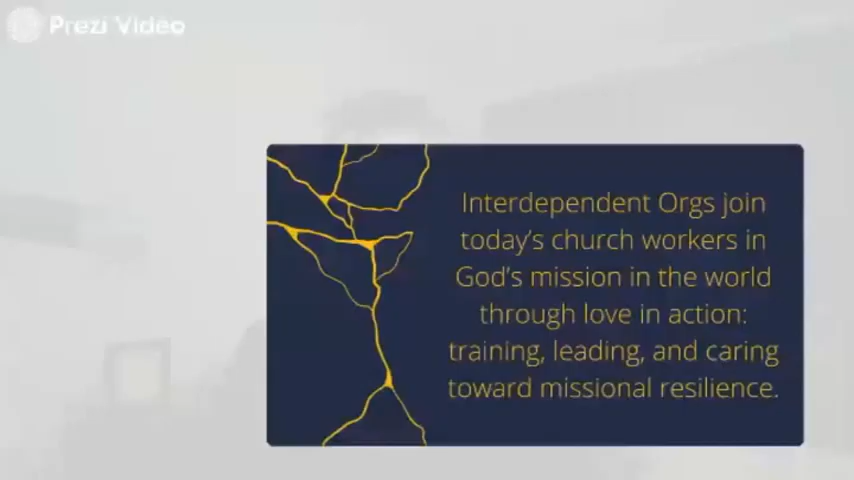 Prezi Video
Interdependent Orgs join
today's church workers in
God's mission in the world
through love in action:
training, leading, and caring
toward missional resilience.